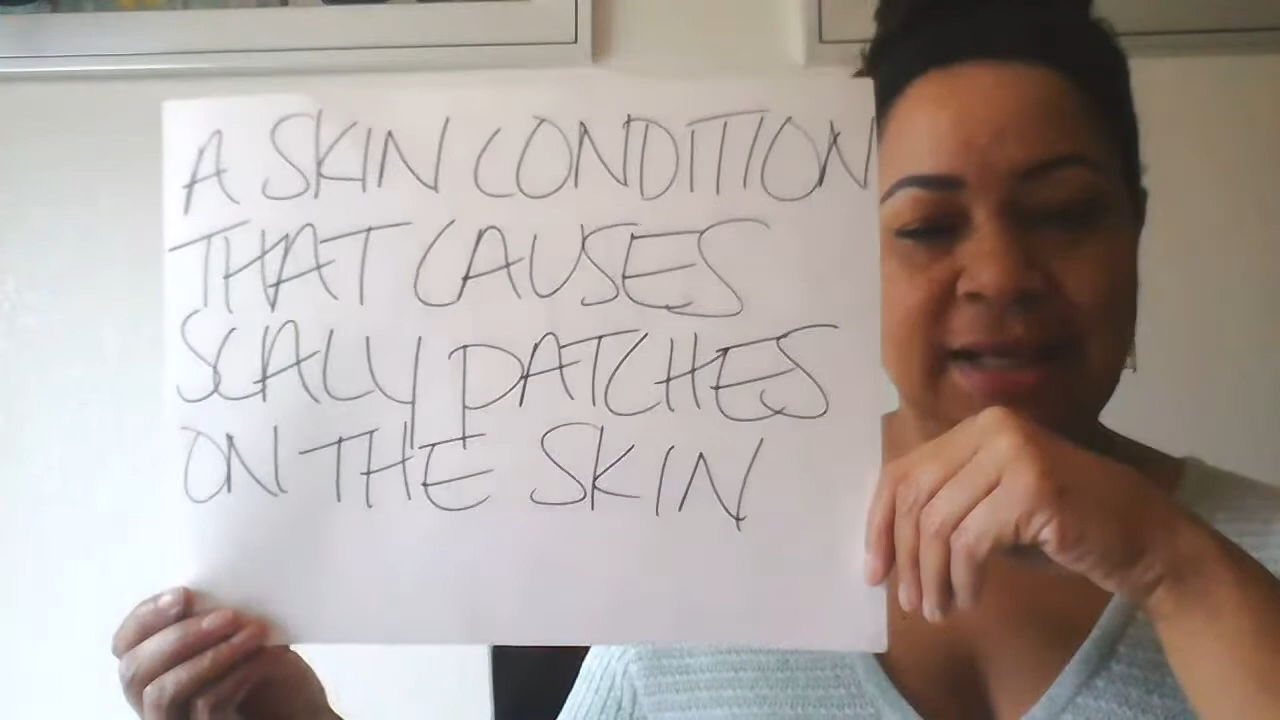 A SKIN CONDITION
THAT CAUSES
SCALY PATCHES
ON THE SKIN